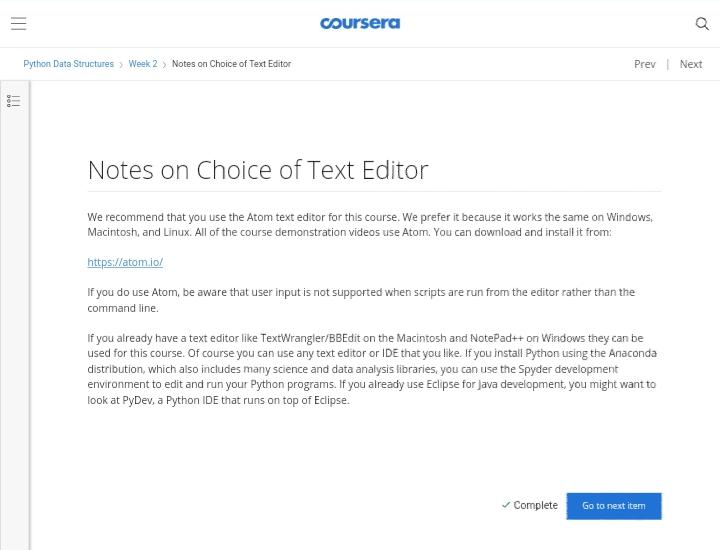 coursera
Python Data Structures > Week 2 > Notes on Choice of Text Editor
Prev | Next
Notes on Choice of Text Editor
We recommend that you use the Atom text editor for this course. We prefer it because it works the same on Windows,
Macintosh, and Linux. All of the course demonstration videos use Atom. You can download and install it from:
https://atom.io/
If you do use Atom, be aware that user input is not supported when scripts are run from the editor rather than the
command line.
If you already have a text editor like TextWrangler/BBEdit on the Macintosh and NotePad++ on Windows they can be
used for this course. Of course you can use any text editor or IDE that you like. If you install Python using the Anaconda
distribution, which also includes many science and data analysis libraries, you can use the Spyder development
environment to edit and run your Python programs. If you already use Eclipse for Java development, you might want to
look at PyDev, a Python IDE that runs on top of Eclipse.
✓ Complete
Go to next item